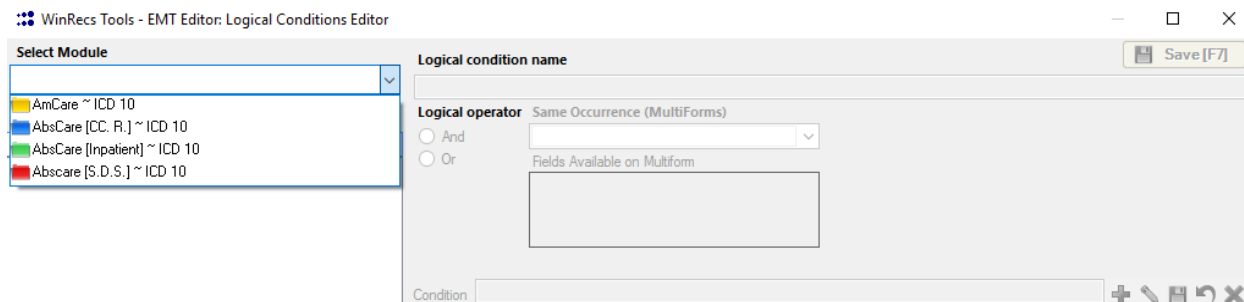 WinRecs Tools - EMT Editor: Logical Conditions Editor
Select Module
AmCare ~ ICD 10
AbsCare [CC. R.] ~ ICD 10
AbsCare [Inpatient] ~ ICD 10
Abscare [S.D.S.] ~ ICD 10
Save [F7]
Logical condition name
Logical operator Same Occurrence (MultiForms)
And
Or
Fields Available on Multiform
Condition